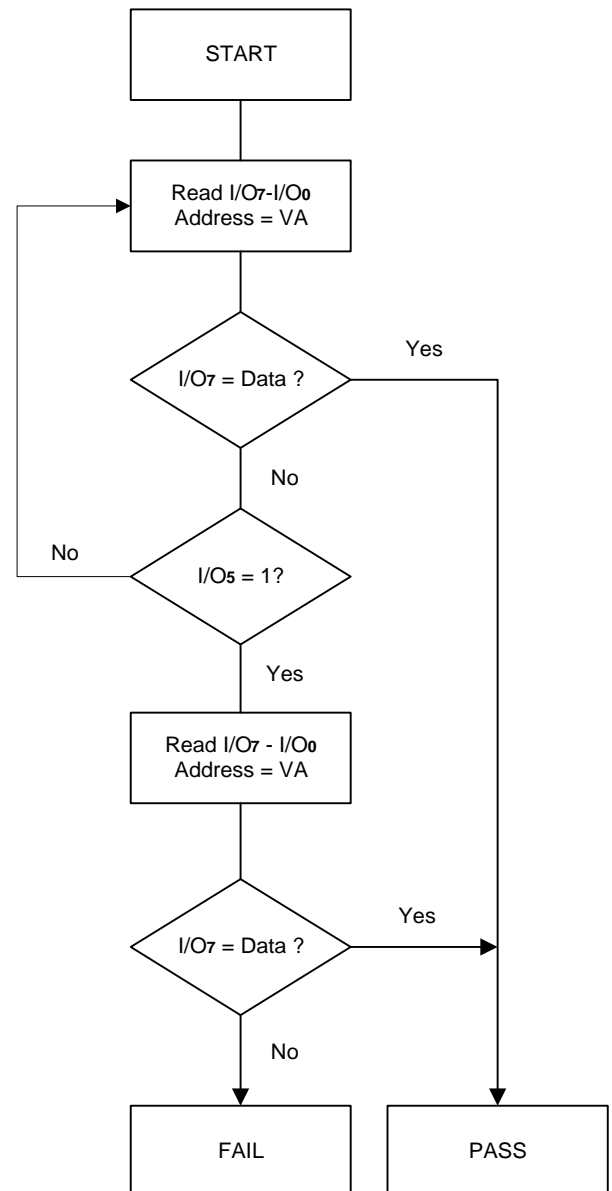 START
Read I/O7-I/O0
Address = VA
I/O7 = Data ?
Yes
No
I/O5 = 1?
No
Yes
Read I/O7 - I/O0
Address = VA
I/O7 = Data ?
Yes
No
FAIL
PASS